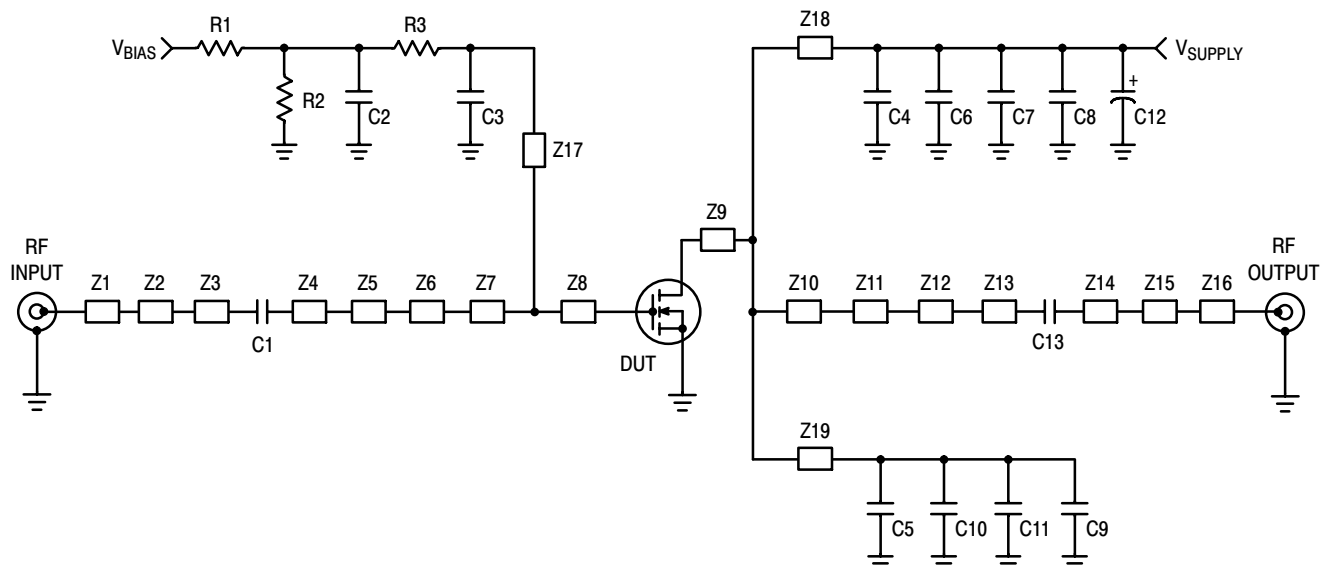 R1
R3
Z18
V_BIAS
V_SUPPLY
R2
C2
C3
+
C4
C6
C7
C8
C12
Z17
Z9
RF
INPUT
RF
OUTPUT
Z1
Z2
Z3
Z4
Z5
Z6
Z7
Z8
Z10
Z11
Z12
Z13
Z14
Z15
Z16
C1
C13
DUT
Z19
C5
C10
C11
C9